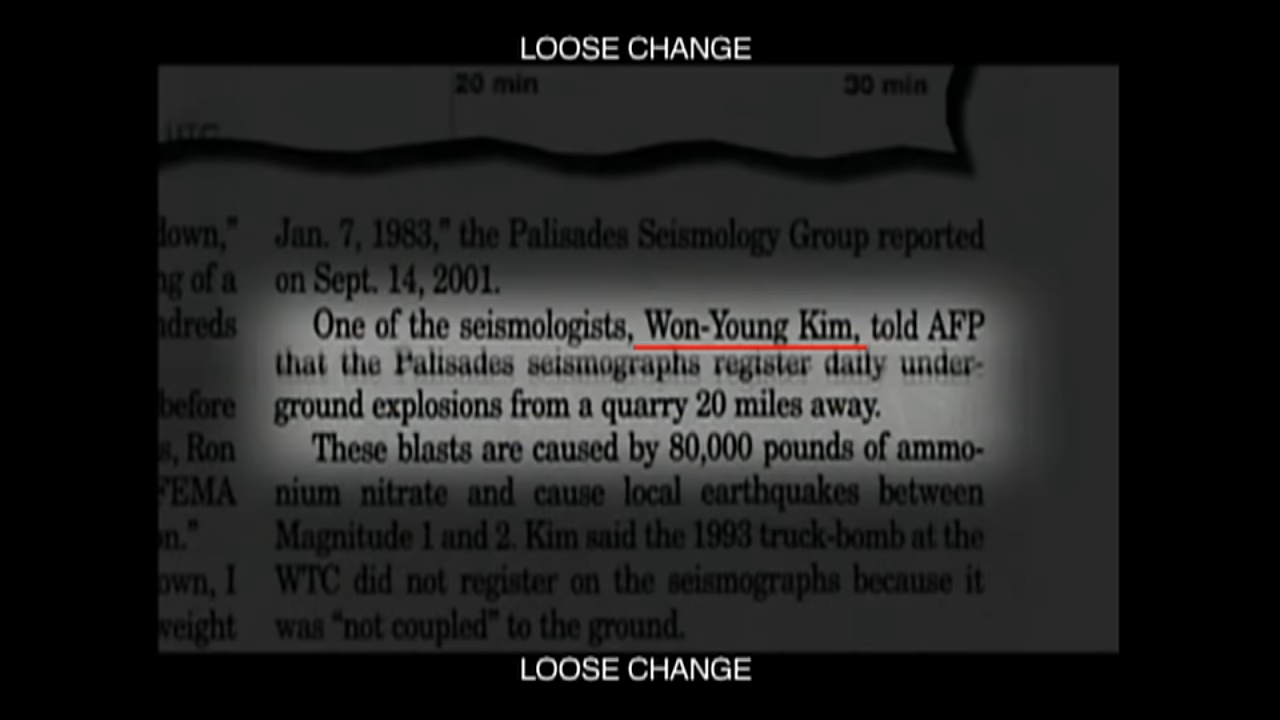 LOOSE CHANGE
20 min 30 min
UTC
down,"
ng of a
ndreds
before
s, Ron
FEMA
n."
own, I
weight
Jan. 7, 1983," the Palisades Seismology Group reported
on Sept. 14, 2001.
One of the seismologists, Won-Young Kim, told AFP
that the Palisades seismographs register daily under-
ground explosions from a quarry 20 miles away.
These blasts are caused by 80,000 pounds of ammo-
nium nitrate and cause local earthquakes between
Magnitude 1 and 2. Kim said the 1993 truck-bomb at the
WTC did not register on the seismographs because it
was "not coupled" to the ground.
LOOSE CHANGE